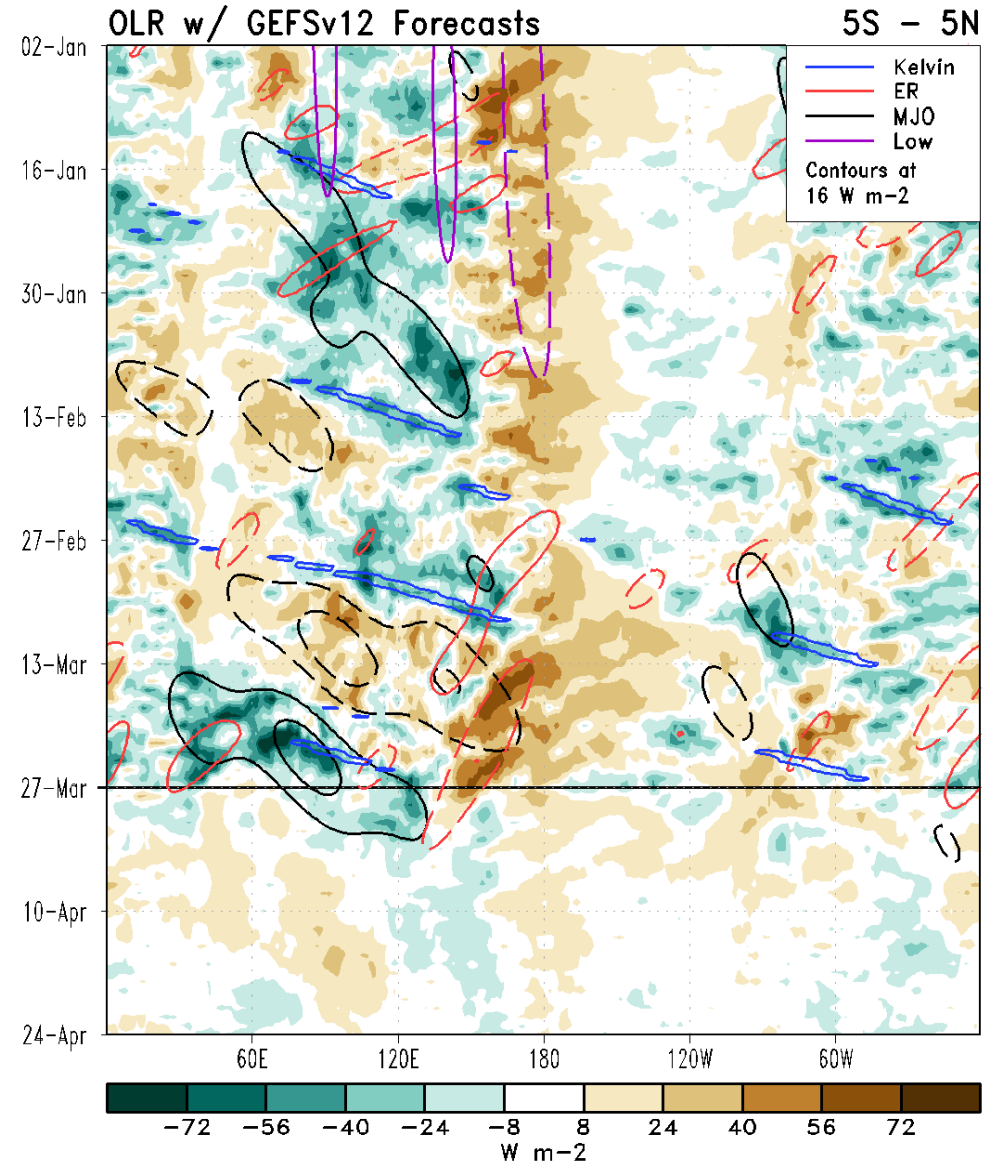 OLR w/ GEFSv12 Forecasts 5S - 5N
02-Jan
16-Jan
30-Jan
13-Feb
27-Feb
13-Mar
27-Mar
10-Apr
24-Apr
Kelvin
ER
MJO
Low
Contours at
16 W m-2
60E 120E 180 120W 60W
-72 -56 -40 -24 -8 8 24 40 56 72
W m-2